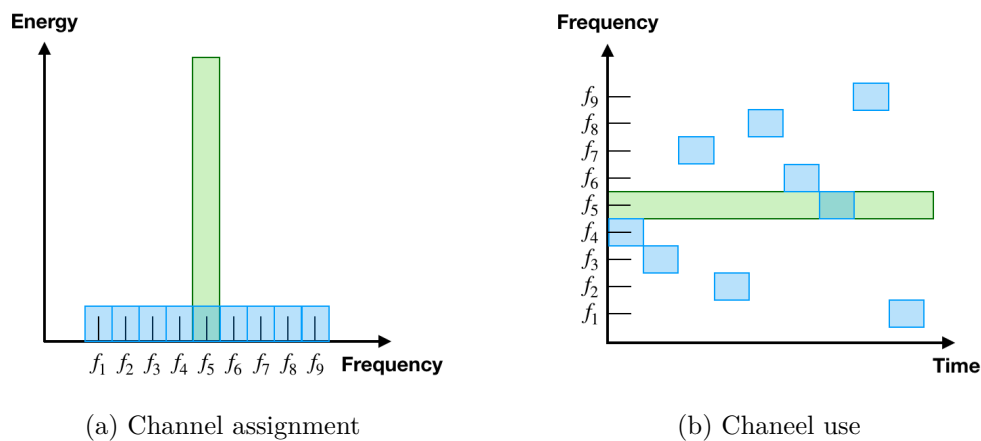 Energy
f1 f2 f3 f4 f5 f6 f7 f8 f9 Frequency
(a) Channel assignment
Frequency
f9
f8
f7
f6
f5
f4
f3
f2
f1
Time
(b) Chaneel use